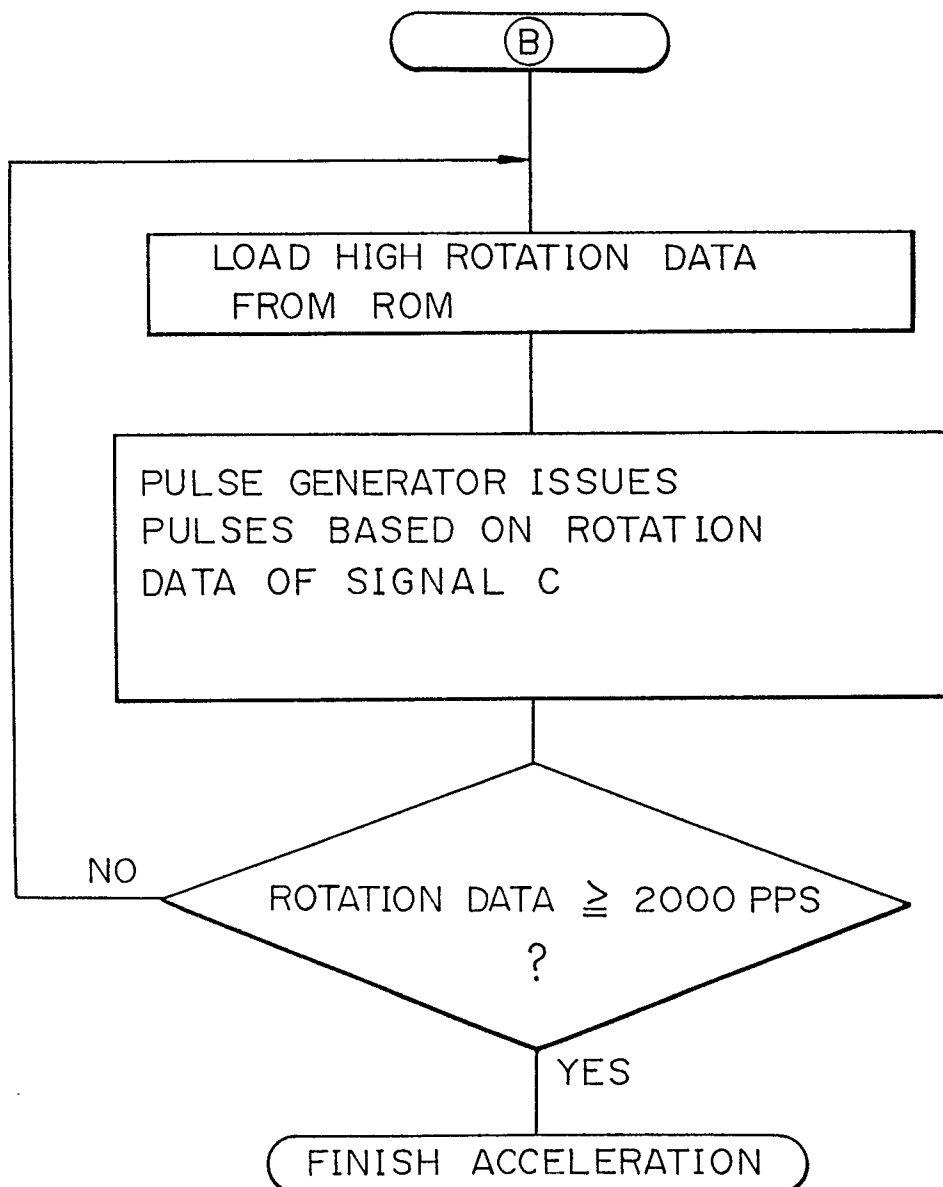 B
LOAD HIGH ROTATION DATA
FROM ROM
PULSE GENERATOR ISSUES
PULSES BASED ON ROTATION
DATA OF SIGNAL C
NO
ROTATION DATA ≧ 2000 PPS
?
YES
FINISH ACCELERATION